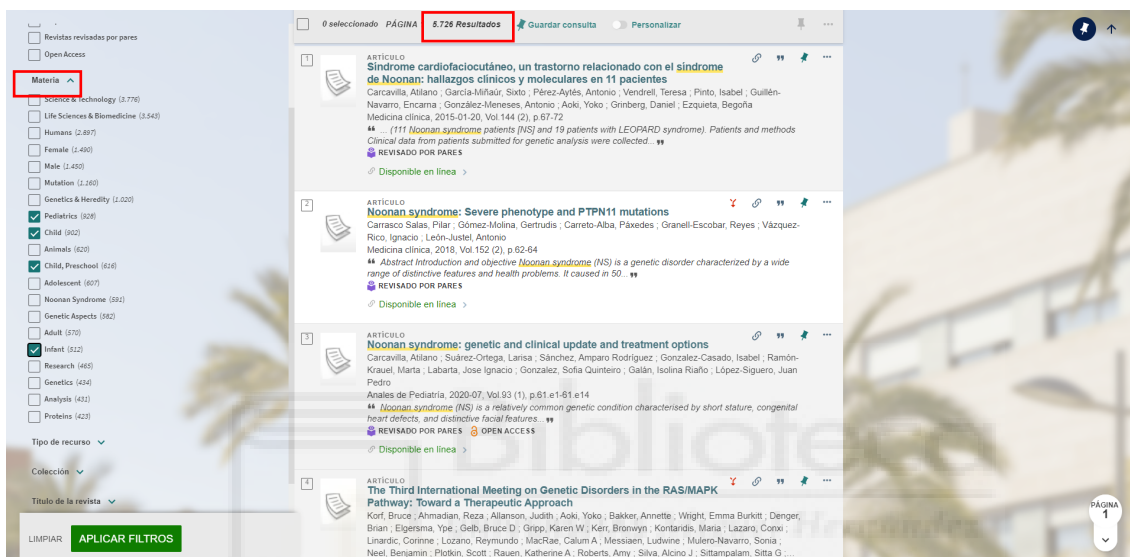 Revistas revisadas por pares
Open Access
Materia
Science & Technology (3.776)
Life Sciences & Biomedicine (3.543)
Humans (2.897)
Female (1.490)
Male (1.450)
Mutation (1.160)
Genetics & Heredity (1.020)
Pediatrics (928)
Child (902)
Animals (620)
Child, Preschool (616)
Adolescent (607)
Noonan Syndrome (591)
Genetic Aspects (582)
Adult (570)
Infant (512)
Research (465)
Genetics (434)
Analysis (431)
Proteins (423)
Tipo de recurso
Colección
Título de la revista
LIMPIAR APLICAR FILTROS
0 seleccionado PÁGINA 5.726 Resultados Guardar consulta Personalizar
1
ARTÍCULO
Síndrome cardiofaciocutáneo, un trastorno relacionado con el síndrome
de Noonan: hallazgos clínicos y moleculares en 11 pacientes
Carcavilla, Atilano ; García-Miñaúr, Sixto ; Pérez-Aytés, Antonio ; Vendrell, Teresa ; Pinto, Isabel ; Guillén-
Navarro, Encarna ; González-Meneses, Antonio ; Aoki, Yoko ; Grinberg, Daniel ; Ezquieta, Begoña
Medicina clínica, 2015-01-20, Vol.144 (2), p.67-72
❝ ... (111 Noonan syndrome patients [NS] and 19 patients with LEOPARD syndrome). Patients and methods
Clinical data from patients submitted for genetic analysis were collected... ❞
REVISADO POR PARES
Disponible en línea >
2
ARTÍCULO
Noonan syndrome: Severe phenotype and PTPN11 mutations
Carrasco Salas, Pilar ; Gómez-Molina, Gertrudis ; Carreto-Alba, Páxedes ; Granell-Escobar, Reyes ; Vázquez-
Rico, Ignacio ; León-Justel, Antonio
Medicina clínica, 2018, Vol.152 (2), p.62-64
❝ Abstract Introduction and objective Noonan syndrome (NS) is a genetic disorder characterized by a wide
range of distinctive features and health problems. It caused in 50... ❞
REVISADO POR PARES
Disponible en línea >
3
ARTÍCULO
Noonan syndrome: genetic and clinical update and treatment options
Carcavilla, Atilano ; Suárez-Ortega, Larisa ; Sánchez, Amparo Rodríguez ; Gonzalez-Casado, Isabel ; Ramón-
Krauel, Marta ; Labarta, Jose Ignacio ; Gonzalez, Sofia Quinteiro ; Galán, Isolina Riaño ; López-Siguero, Juan
Pedro
Anales de Pediatría, 2020-07, Vol.93 (1), p.61.e1-61.e14
❝ Noonan syndrome (NS) is a relatively common genetic condition characterised by short stature, congenital
heart defects, and distinctive facial features... ❞
REVISADO POR PARES OPEN ACCESS
Disponible en línea >
4
ARTÍCULO
The Third International Meeting on Genetic Disorders in the RAS/MAPK
Pathway: Toward a Therapeutic Approach
Korf, Bruce ; Ahmadian, Reza ; Allanson, Judith ; Aoki, Yoko ; Bakker, Annette ; Wright, Emma Burkitt ; Denger,
Brian ; Elgersma, Ype ; Gelb, Bruce D ; Gripp, Karen W ; Kerr, Bronwyn ; Kontaridis, Maria ; Lazaro, Conxi ;
Linardic, Corinne ; Lozano, Reymundo ; MacRae, Calum A ; Messiaen, Ludwine ; Mulero-Navarro, Sonia ;
Neel, Benjamin ; Plotkin, Scott ; Rauen, Katherine A ; Roberts, Amy ; Silva, Alcino J ; Sittampalam, Sitta G ;...
PÁGINA
1
Biblioteca